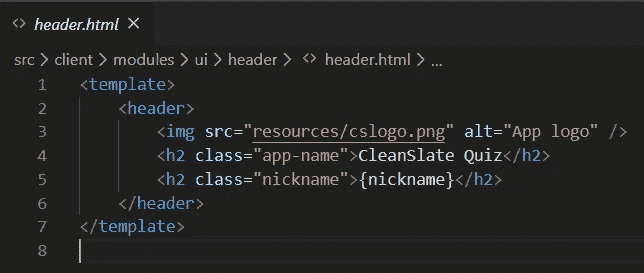 <> header.html ×
src > client > modules > ui > header > <> header.html > ...
1 <template>
2     <header>
3         <img src="resources/cslogo.png" alt="App logo" />
4         <h2 class="app-name">CleanSlate Quiz</h2>
5         <h2 class="nickname">{nickname}</h2>
6     </header>
7 </template>
8